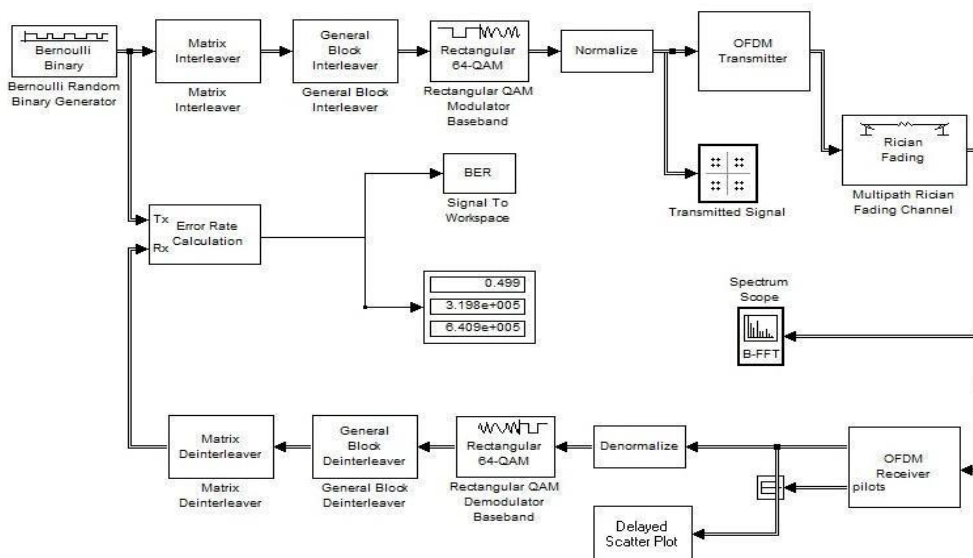 Bernoulli
Binary
Bernoulli Random
Binary Generator
Matrix
Interleaver
Matrix
Interleaver
General
Block
Interleaver
General Block
Interleaver
Rectangular
64-QAM
Rectangular QAM
Modulator
Baseband
Normalize
OFDM
Transmitter
Rician
Fading
Multipath Rician
Fading Channel
Transmitted Signal
BER
Signal To
Workspace
Tx
Rx
Error Rate
Calculation
0.499
3.198e+005
6.409e+005
Spectrum
Scope
B-FFT
Matrix
Deinterleaver
Matrix
Deinterleaver
General
Block
Deinterleaver
General Block
Deinterleaver
Rectangular
64-QAM
Rectangular QAM
Demodulator
Baseband
Denormalize
OFDM
Receiver
pilots
Delayed
Scatter Plot